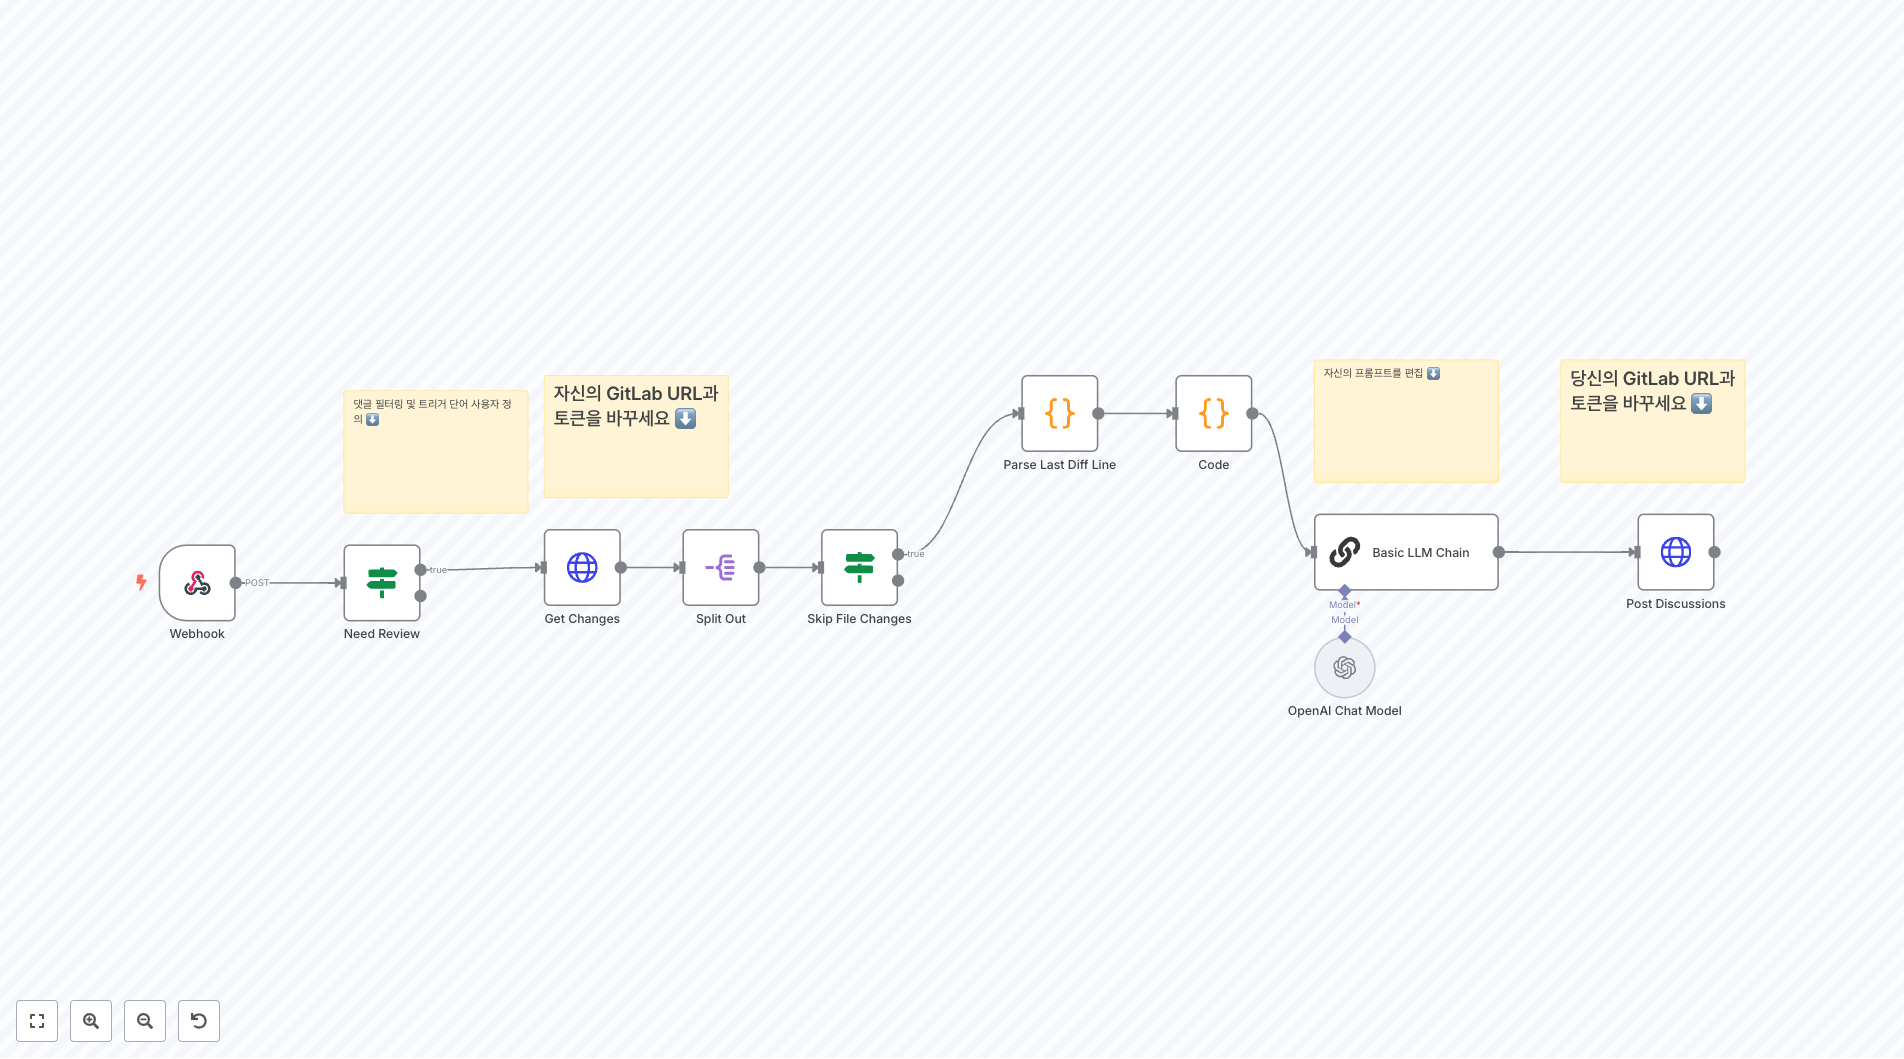 댓글 필터링 및 트리거 단어 사용자 정
의 ⬇️
자신의 GitLab URL과
토큰을 바꾸세요 ⬇️
자신의 프롬프트를 편집 ⬇️
당신의 GitLab URL과
토큰을 바꾸세요 ⬇️
Parse Last Diff Line
Code
POST
true
true
Basic LLM Chain
Webhook
Need Review
Get Changes
Split Out
Skip File Changes
Post Discussions
Model*
Model
OpenAI Chat Model